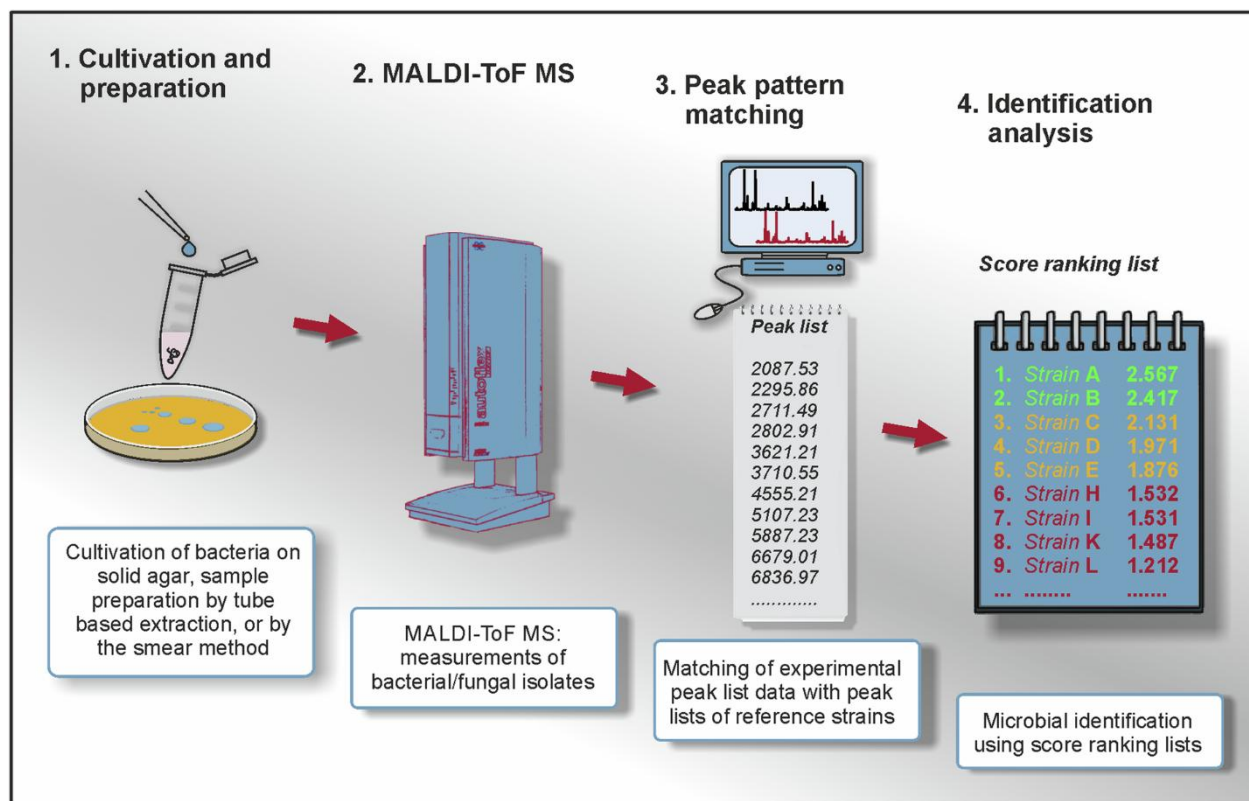 1. Cultivation and
preparation
2. MALDI-ToF MS
3. Peak pattern
matching
4. Identification
analysis
autoflex
Peak list
2087.53
2295.86
2711.49
2802.91
3621.21
3710.55
4555.21
5107.23
5887.23
6679.01
6836.97
.............
Score ranking list
1. Strain A 2.567
2. Strain B 2.417
3. Strain C 2.131
4. Strain D 1.971
5. Strain E 1.876
6. Strain H 1.532
7. Strain I 1.531
8. Strain K 1.487
9. Strain L 1.212
... ........ .......
Cultivation of bacteria on
solid agar, sample
preparation by tube
based extraction, or by
the smear method
MALDI-ToF MS:
measurements of
bacterial/fungal isolates
Matching of experimental
peak list data with peak
lists of reference strains
Microbial identification
using score ranking lists